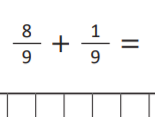 8/9 + 1/9 =